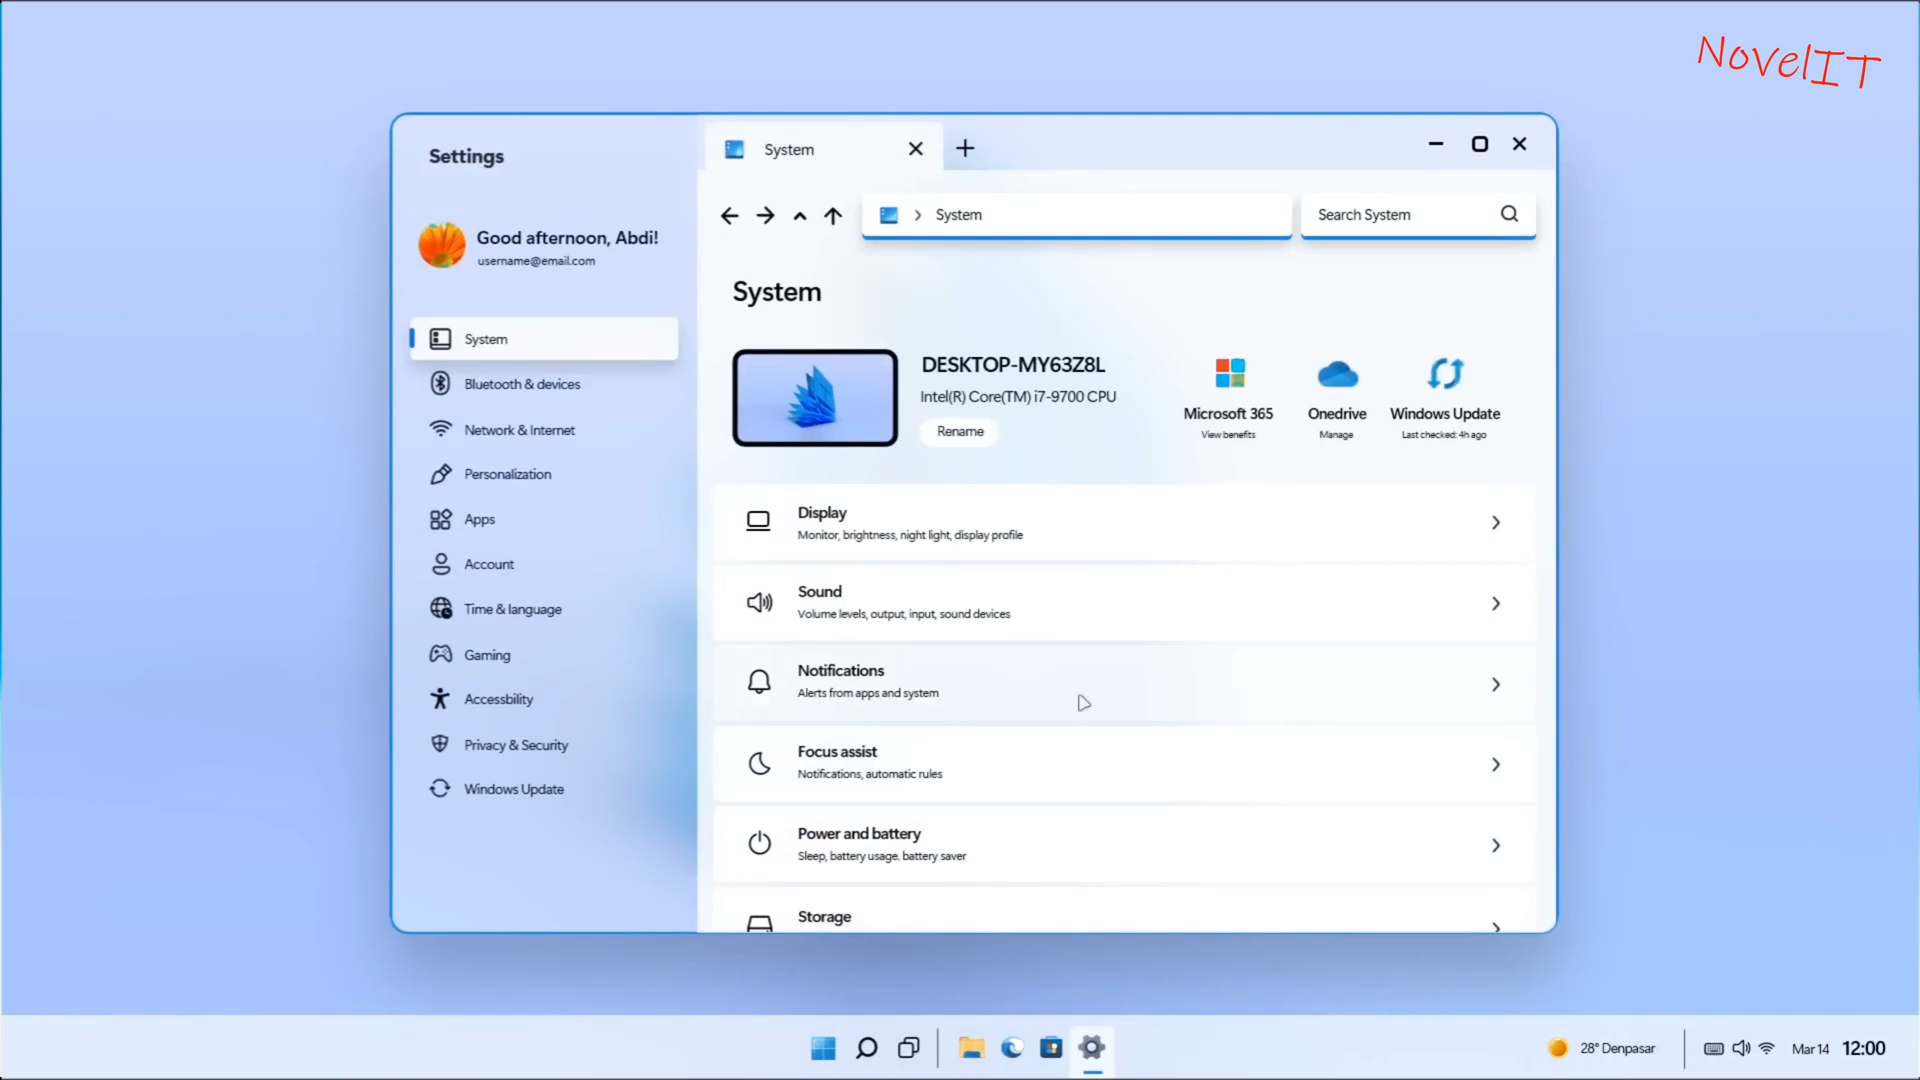 NovelIT
Settings
System
System
Search System
Good afternoon, Abdi!
username@email.com
System
Bluetooth & devices
Network & Internet
Personalization
Apps
Account
Time & language
Gaming
Accessbility
Privacy & Security
Windows Update
System
DESKTOP-MY63Z8L
Intel(R) Core(TM) i7-9700 CPU
Rename
Microsoft 365
View benefits
Onedrive
Manage
Windows Update
Last checked: 4h ago
Display
Monitor, brightness, night light, display profile
Sound
Volume levels, output, input, sound devices
Notifications
Alerts from apps and system
Focus assist
Notifications, automatic rules
Power and battery
Sleep, battery usage. battery saver
Storage
28° Denpasar
Mar 14
12:00